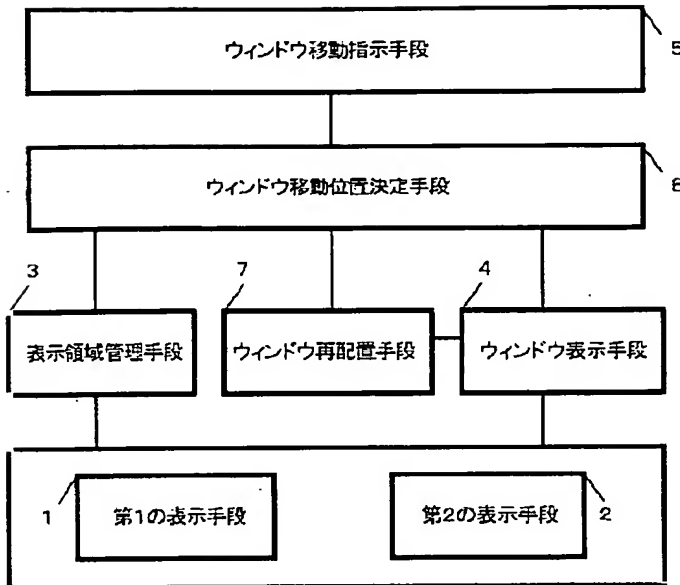 ウィンドウ移動指示手段
5
ウィンドウ移動位置決定手段
6
3
7
4
表示領域管理手段
ウィンドウ再配置手段
ウィンドウ表示手段
1
第1の表示手段
第2の表示手段
2